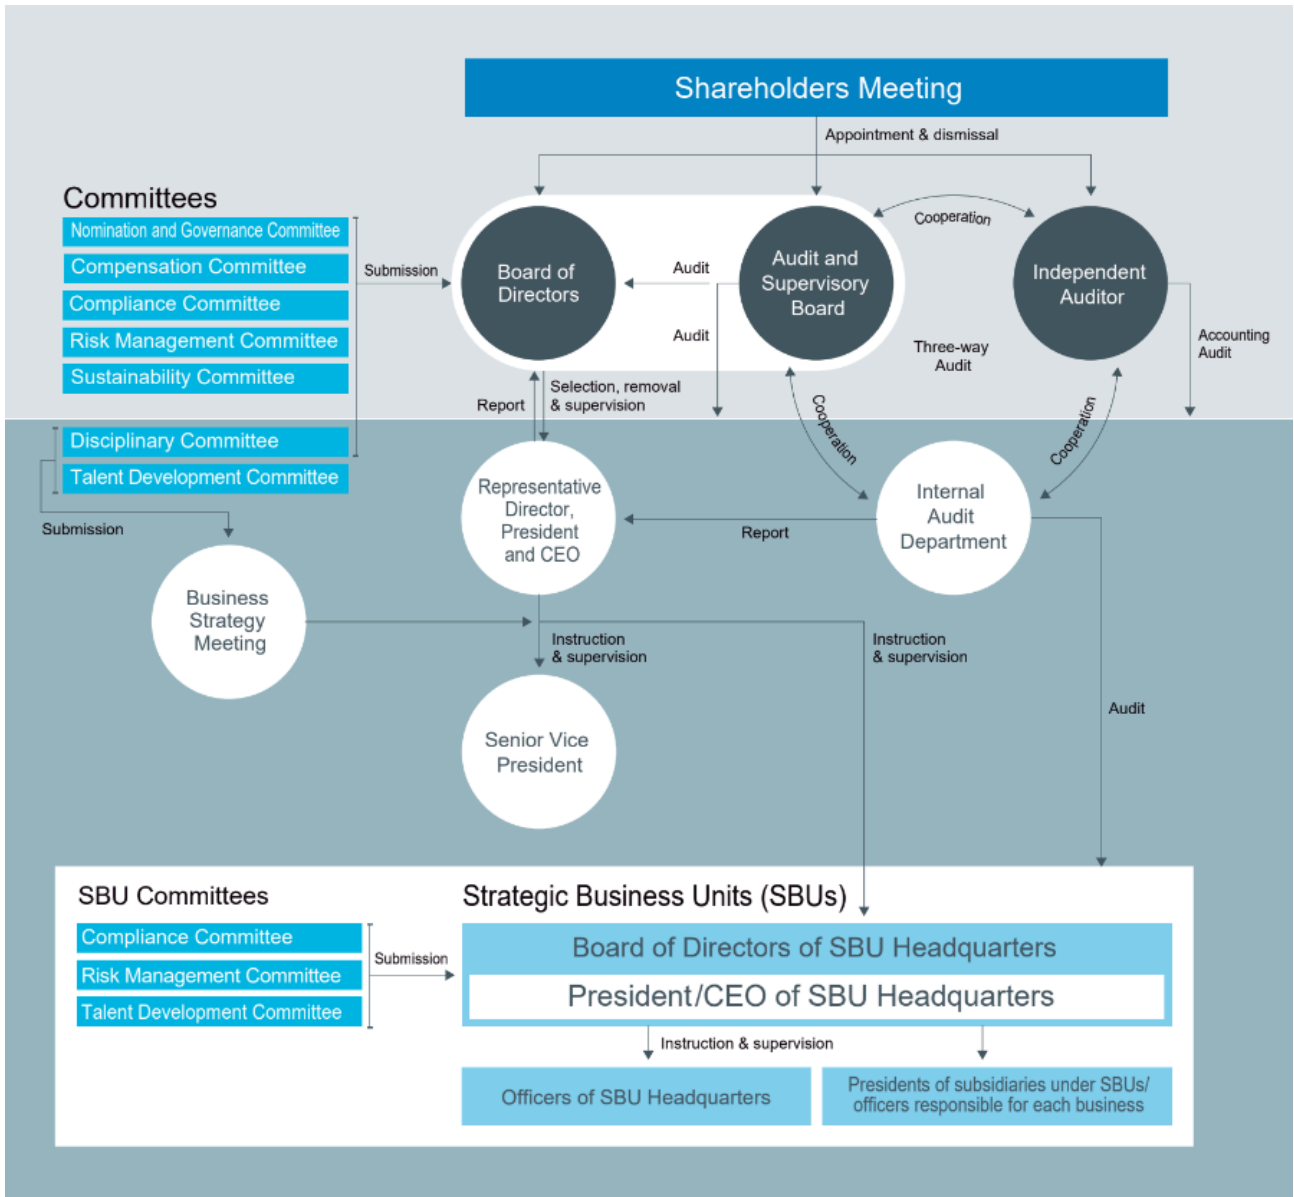 Shareholders Meeting
Appointment & dismissal
Committees
Nomination and Governance Committee
Compensation Committee
Compliance Committee
Risk Management Committee
Sustainability Committee
Disciplinary Committee
Talent Development Committee
Submission
Submission
Board of
Directors
Audit
Audit
Audit and
Supervisory
Board
Cooperation
Independent
Auditor
Three-way
Audit
Accounting
Audit
Report
Selection, removal
& supervision
Cooperation
Cooperation
Representative
Director,
President
and CEO
Report
Internal
Audit
Department
Business
Strategy
Meeting
Instruction
& supervision
Instruction
& supervision
Senior Vice
President
Audit
SBU Committees
Compliance Committee
Risk Management Committee
Talent Development Committee
Submission
Strategic Business Units (SBUs)
Board of Directors of SBU Headquarters
President/CEO of SBU Headquarters
Instruction & supervision
Officers of SBU Headquarters
Presidents of subsidiaries under SBUs/
officers responsible for each business